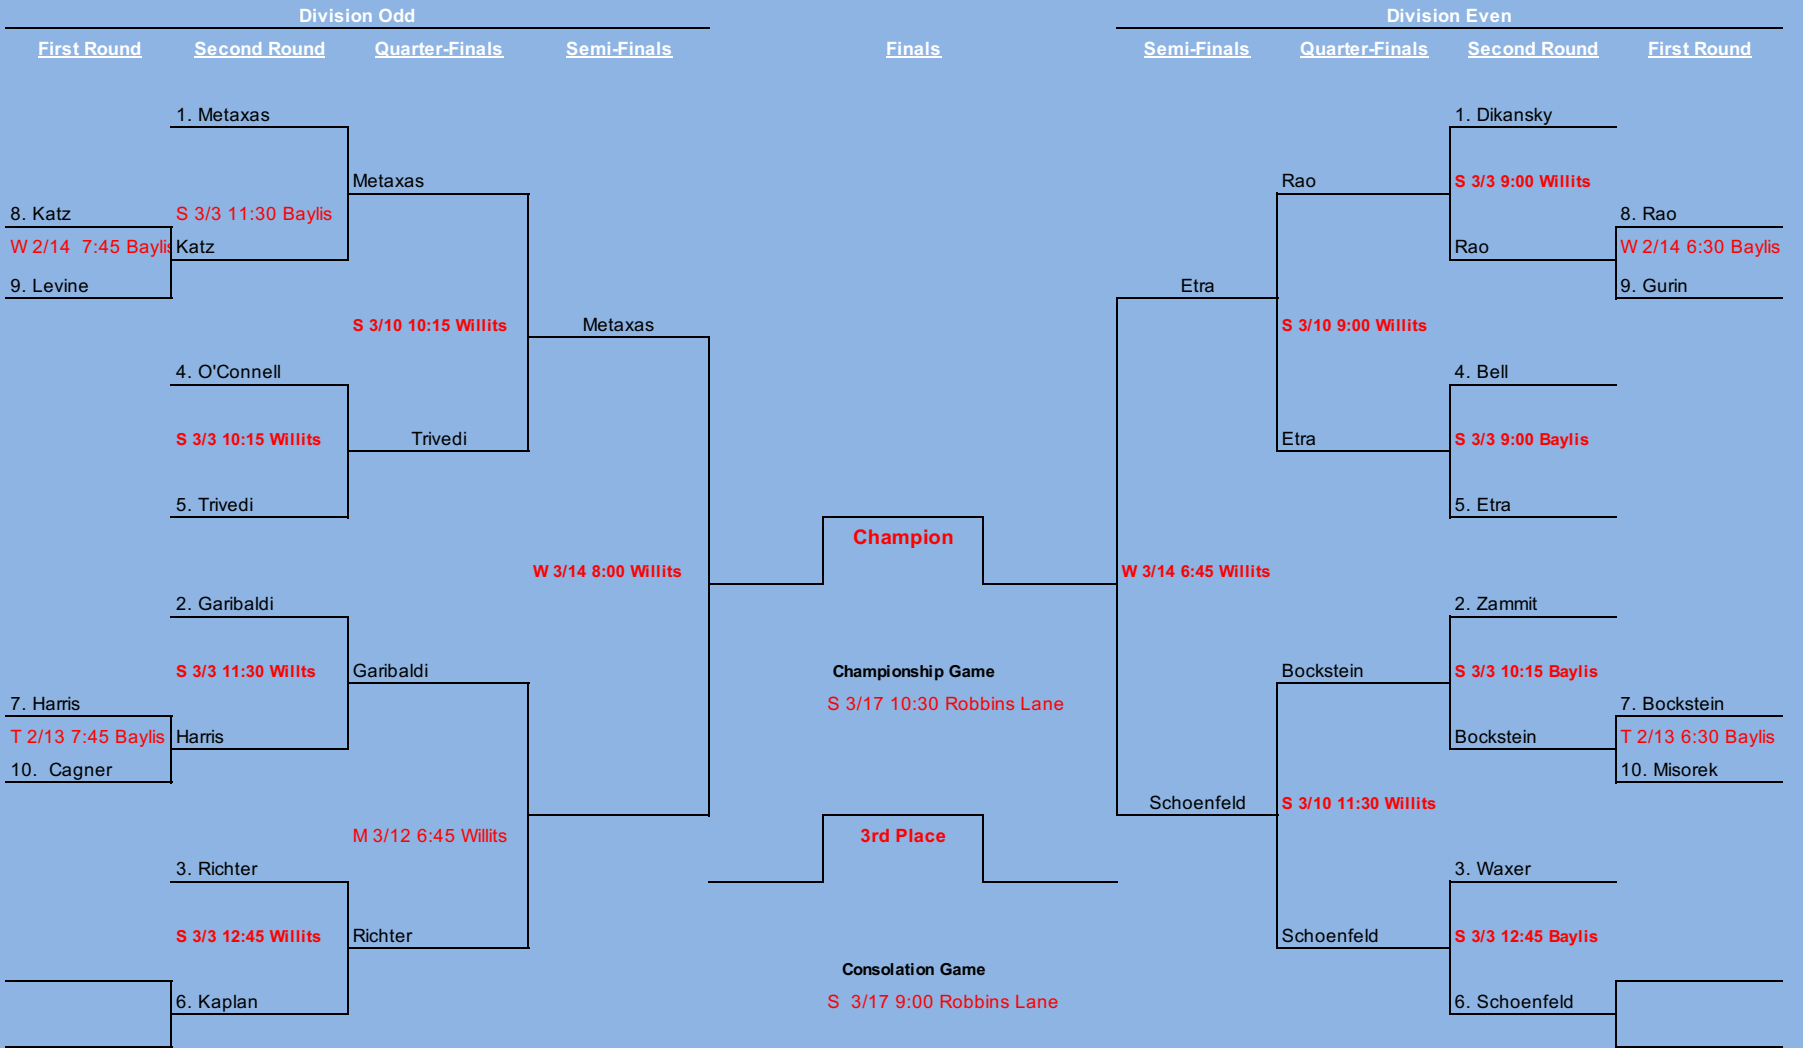 Division Odd
Division Even
First Round Second Round Quarter-Finals Semi-Finals Finals Semi-Finals Quarter-Finals Second Round First Round
1. Metaxas
1. Dikansky
Metaxas
Rao
S 3/3 9:00 Willits
8. Katz
S 3/3 11:30 Baylis
8. Rao
W 2/14 7:45 Baylis
Katz
Rao
W 2/14 6:30 Baylis
9. Levine
Etra
9. Gurin
S 3/10 10:15 Willits
Metaxas
S 3/10 9:00 Willits
4. O'Connell
4. Bell
S 3/3 10:15 Willits
Trivedi
Etra
S 3/3 9:00 Baylis
5. Trivedi
5. Etra
Champion
W 3/14 8:00 Willits
W 3/14 6:45 Willits
2. Garibaldi
2. Zammit
S 3/3 11:30 Willts
Garibaldi
Championship Game
Bockstein
S 3/3 10:15 Baylis
7. Harris
S 3/17 10:30 Robbins Lane
7. Bockstein
T 2/13 7:45 Baylis
Harris
Bockstein
T 2/13 6:30 Baylis
10. Cagner
10. Misorek
Schoenfeld
S 3/10 11:30 Willits
M 3/12 6:45 Willits
3rd Place
3. Richter
3. Waxer
S 3/3 12:45 Willits
Richter
Schoenfeld
S 3/3 12:45 Baylis
Consolation Game
6. Kaplan
S 3/17 9:00 Robbins Lane
6. Schoenfeld